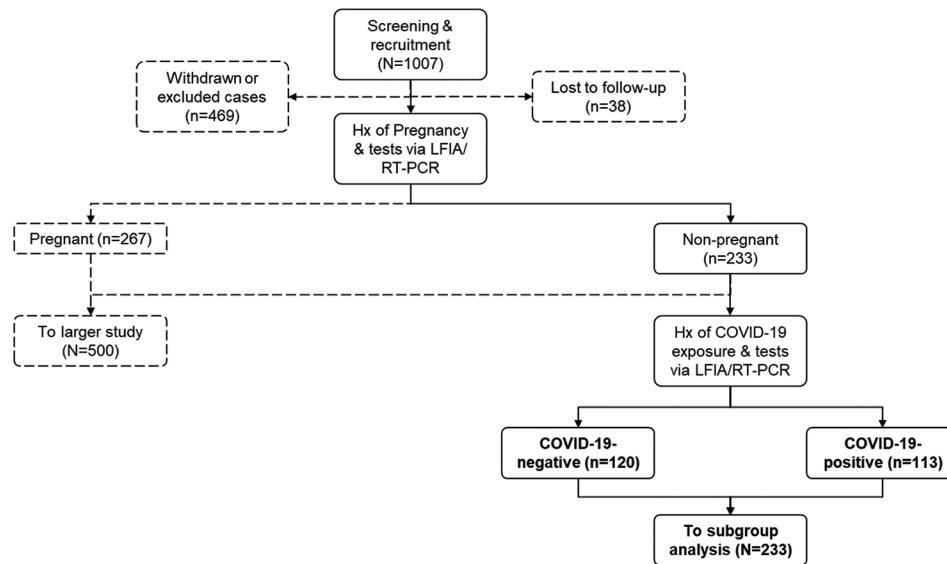 Screening &
recruitment
(N=1007)
Withdrawn or
excluded cases
(n=469)
Lost to follow-up
(n=38)
Hx of Pregnancy
& tests via LFIA/
RT-PCR
Pregnant (n=267)
Non-pregnant
(n=233)
To larger study
(N=500)
Hx of COVID-19
exposure & tests
via LFIA/RT-PCR
COVID-19-
negative (n=120)
COVID-19-
positive (n=113)
To subgroup
analysis (N=233)